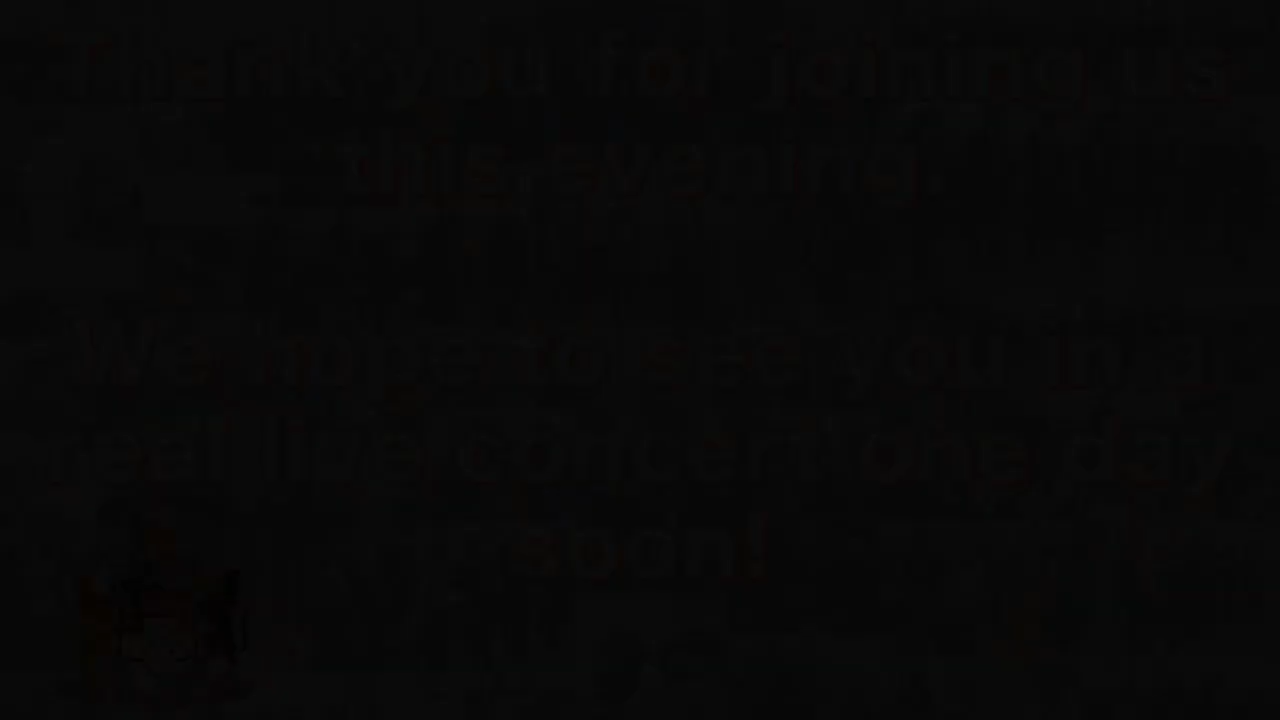 Thank you for joining us
this evening.
We hope to see you in a
real live concert one day
soon!